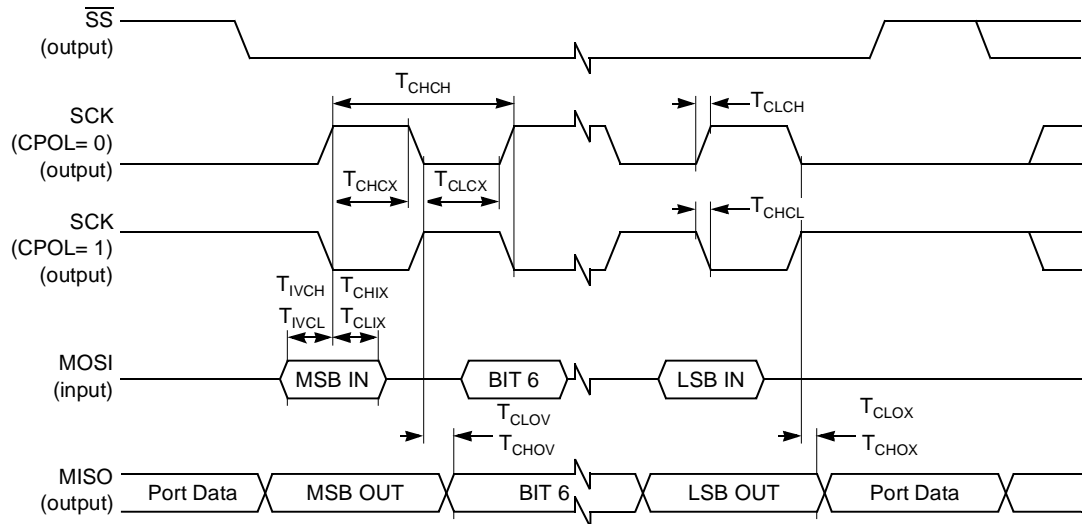 SS
(output)
T_CHCH
T_CLCH
SCK
(CPOL= 0)
(output)
T_CHCX
T_CLCX
T_CHCL
SCK
(CPOL= 1)
(output)
T_IVCH
T_CHIX
T_IVCL
T_CLIX
MOSI
(input)
MSB IN
BIT 6
LSB IN
T_CLOV
T_CHOV
T_CLOX
T_CHOX
MISO
(output)
Port Data
MSB OUT
BIT 6
LSB OUT
Port Data